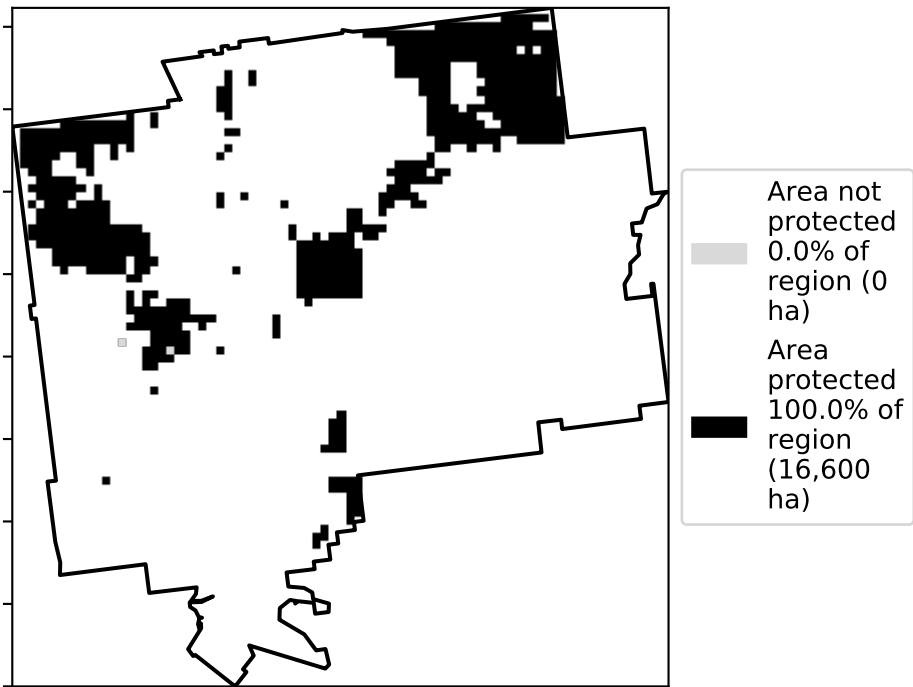 Area not
protected
0.0% of
region (0
ha)
Area
protected
100.0% of
region
(16,600
ha)